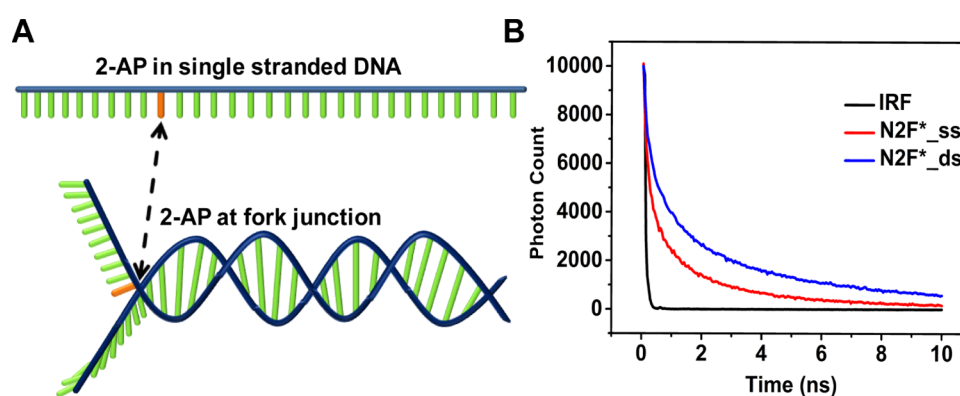 A
2-AP in single stranded DNA
2-AP at fork junction
B
Photon Count
10000
8000
6000
4000
2000
0
IRF
N2F*_ss
N2F*_ds
0 2 4 6 8 10
Time (ns)